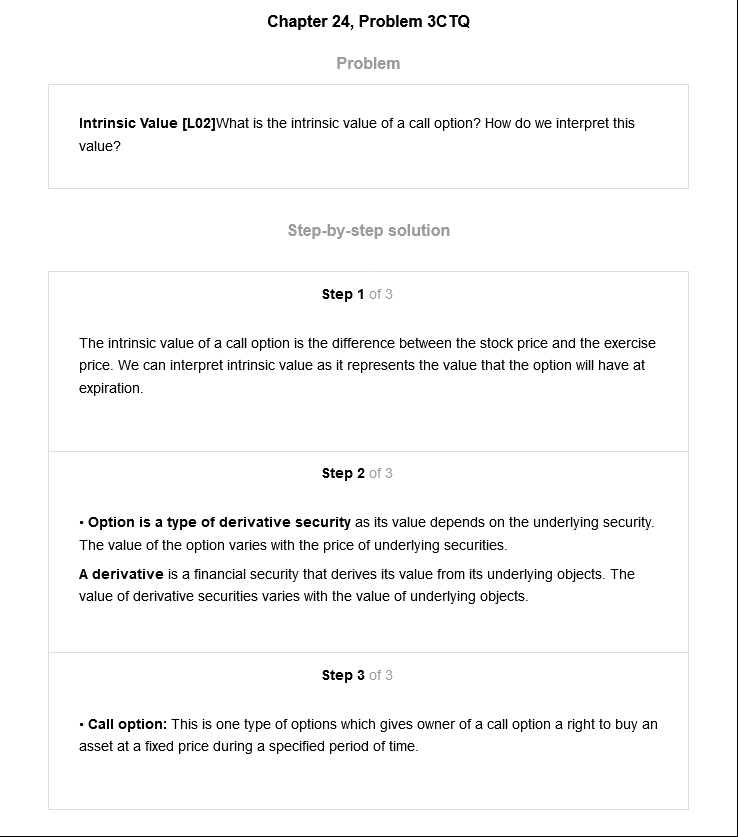 Chapter 24, Problem 3CTQ
Problem
Intrinsic Value [L02]What is the intrinsic value of a call option? How do we interpret this
value?
Step-by-step solution
Step 1 of 3
The intrinsic value of a call option is the difference between the stock price and the exercise
price. We can interpret intrinsic value as it represents the value that the option will have at
expiration.
Step 2 of 3
• Option is a type of derivative security as its value depends on the underlying security.
The value of the option varies with the price of underlying securities.
A derivative is a financial security that derives its value from its underlying objects. The
value of derivative securities varies with the value of underlying objects.
Step 3 of 3
• Call option: This is one type of options which gives owner of a call option a right to buy an
asset at a fixed price during a specified period of time.